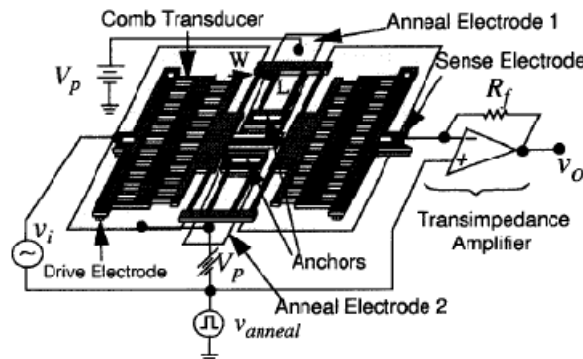 Comb Transducer
Anneal Electrode 1
W
Sense Electrode
V_p
L
R_f
v_O
Transimpedance
Amplifier
v_i
Drive Electrode
V_p
Anchors
Anneal Electrode 2
v_anneal